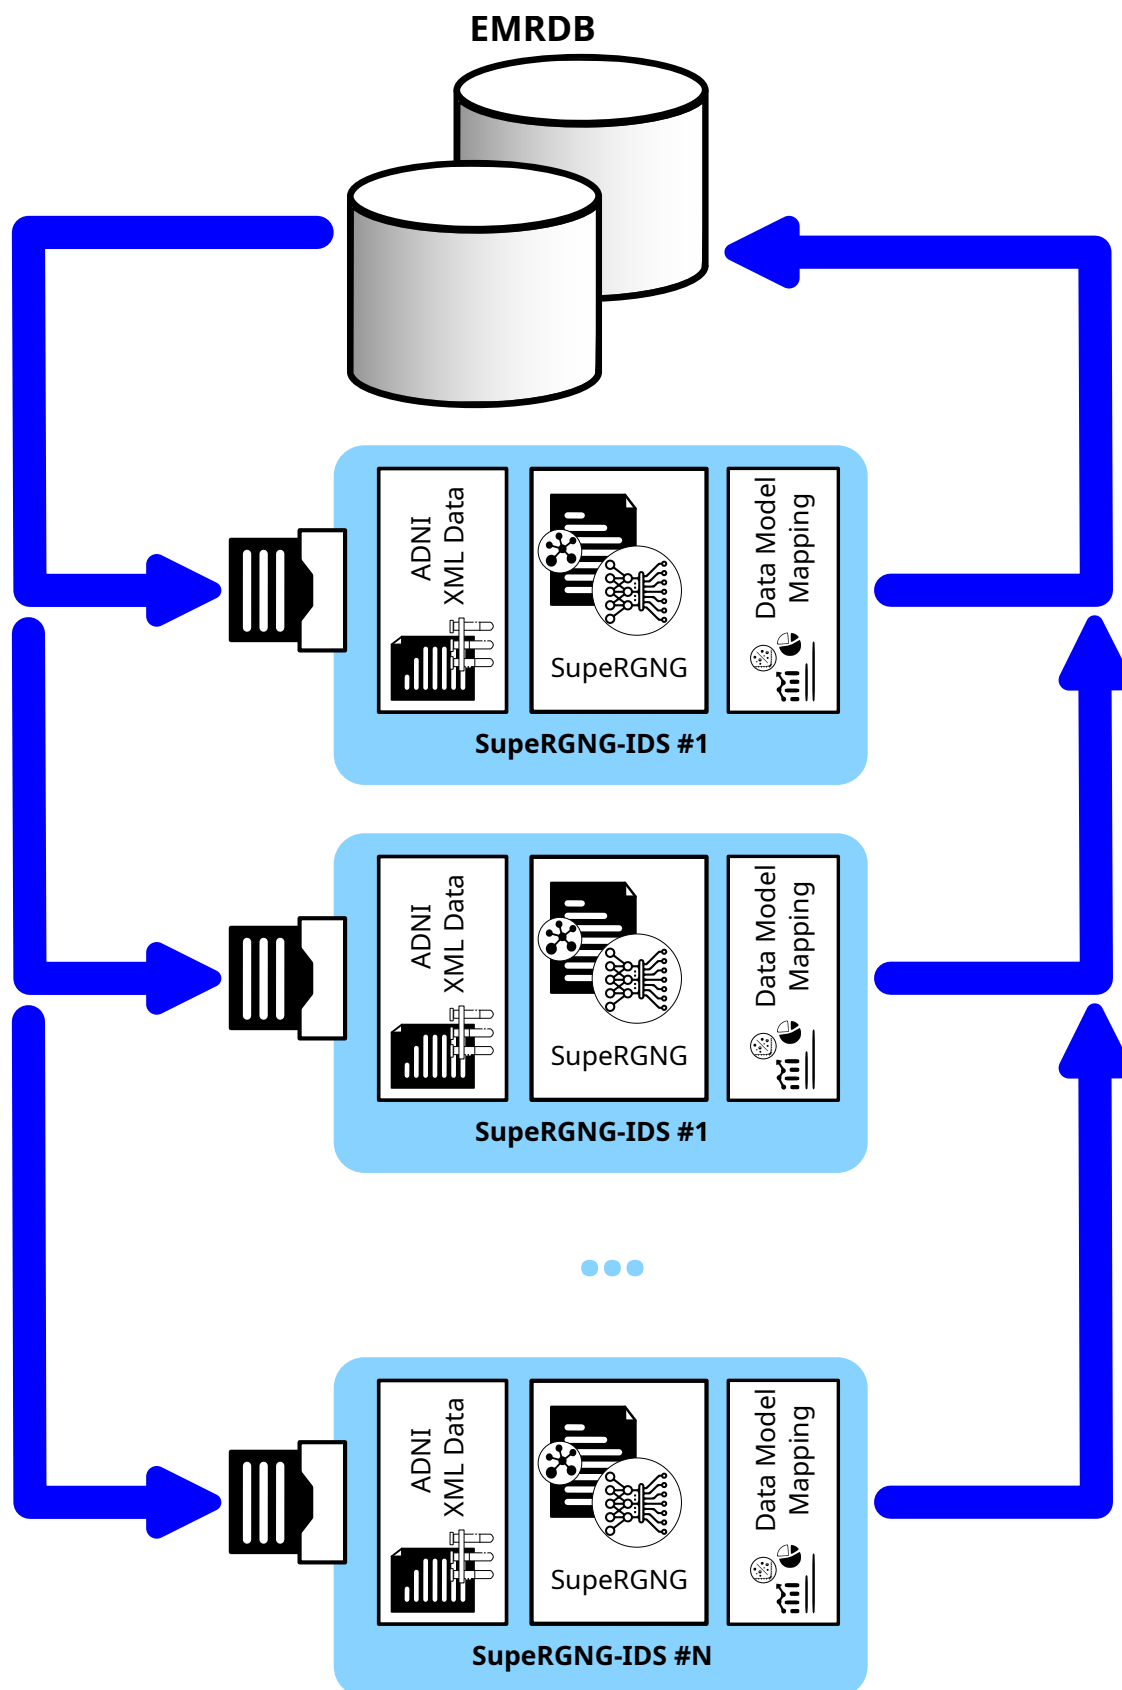 EMRDB
ADNI
XML Data
SupeRGNG
Data Model
Mapping
SupeRGNG-IDS #1
ADNI
XML Data
SupeRGNG
Data Model
Mapping
SupeRGNG-IDS #1
ADNI
XML Data
SupeRGNG
Data Model
Mapping
SupeRGNG-IDS #N